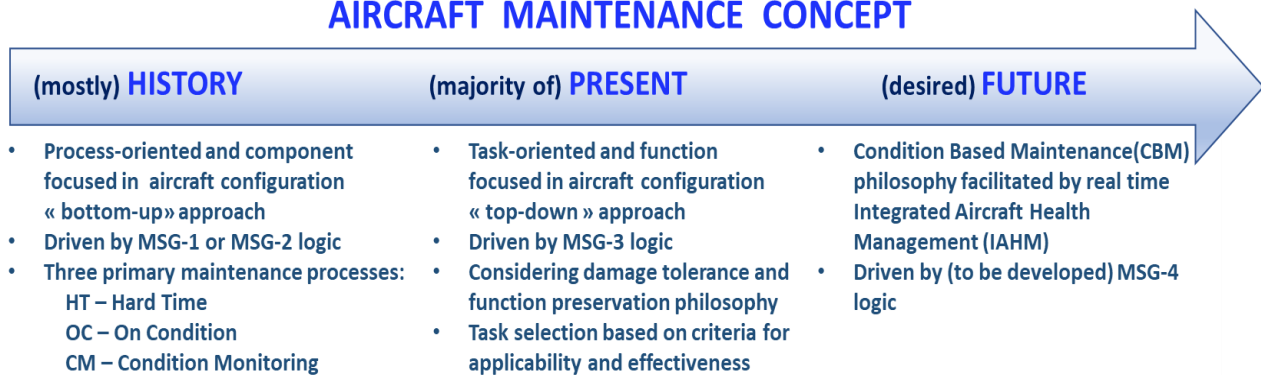 AIRCRAFT MAINTENANCE CONCEPT
(mostly) HISTORY
(majority of) PRESENT
(desired) FUTURE
• Process-oriented and component
focused in aircraft configuration
« bottom-up» approach
• Driven by MSG-1 or MSG-2 logic
• Three primary maintenance processes:
HT – Hard Time
OC – On Condition
CM – Condition Monitoring
• Task-oriented and function
focused in aircraft configuration
« top-down » approach
• Driven by MSG-3 logic
• Considering damage tolerance and
function preservation philosophy
• Task selection based on criteria for
applicability and effectiveness
• Condition Based Maintenance(CBM)
philosophy facilitated by real time
Integrated Aircraft Health
Management (IAHM)
• Driven by (to be developed) MSG-4
logic